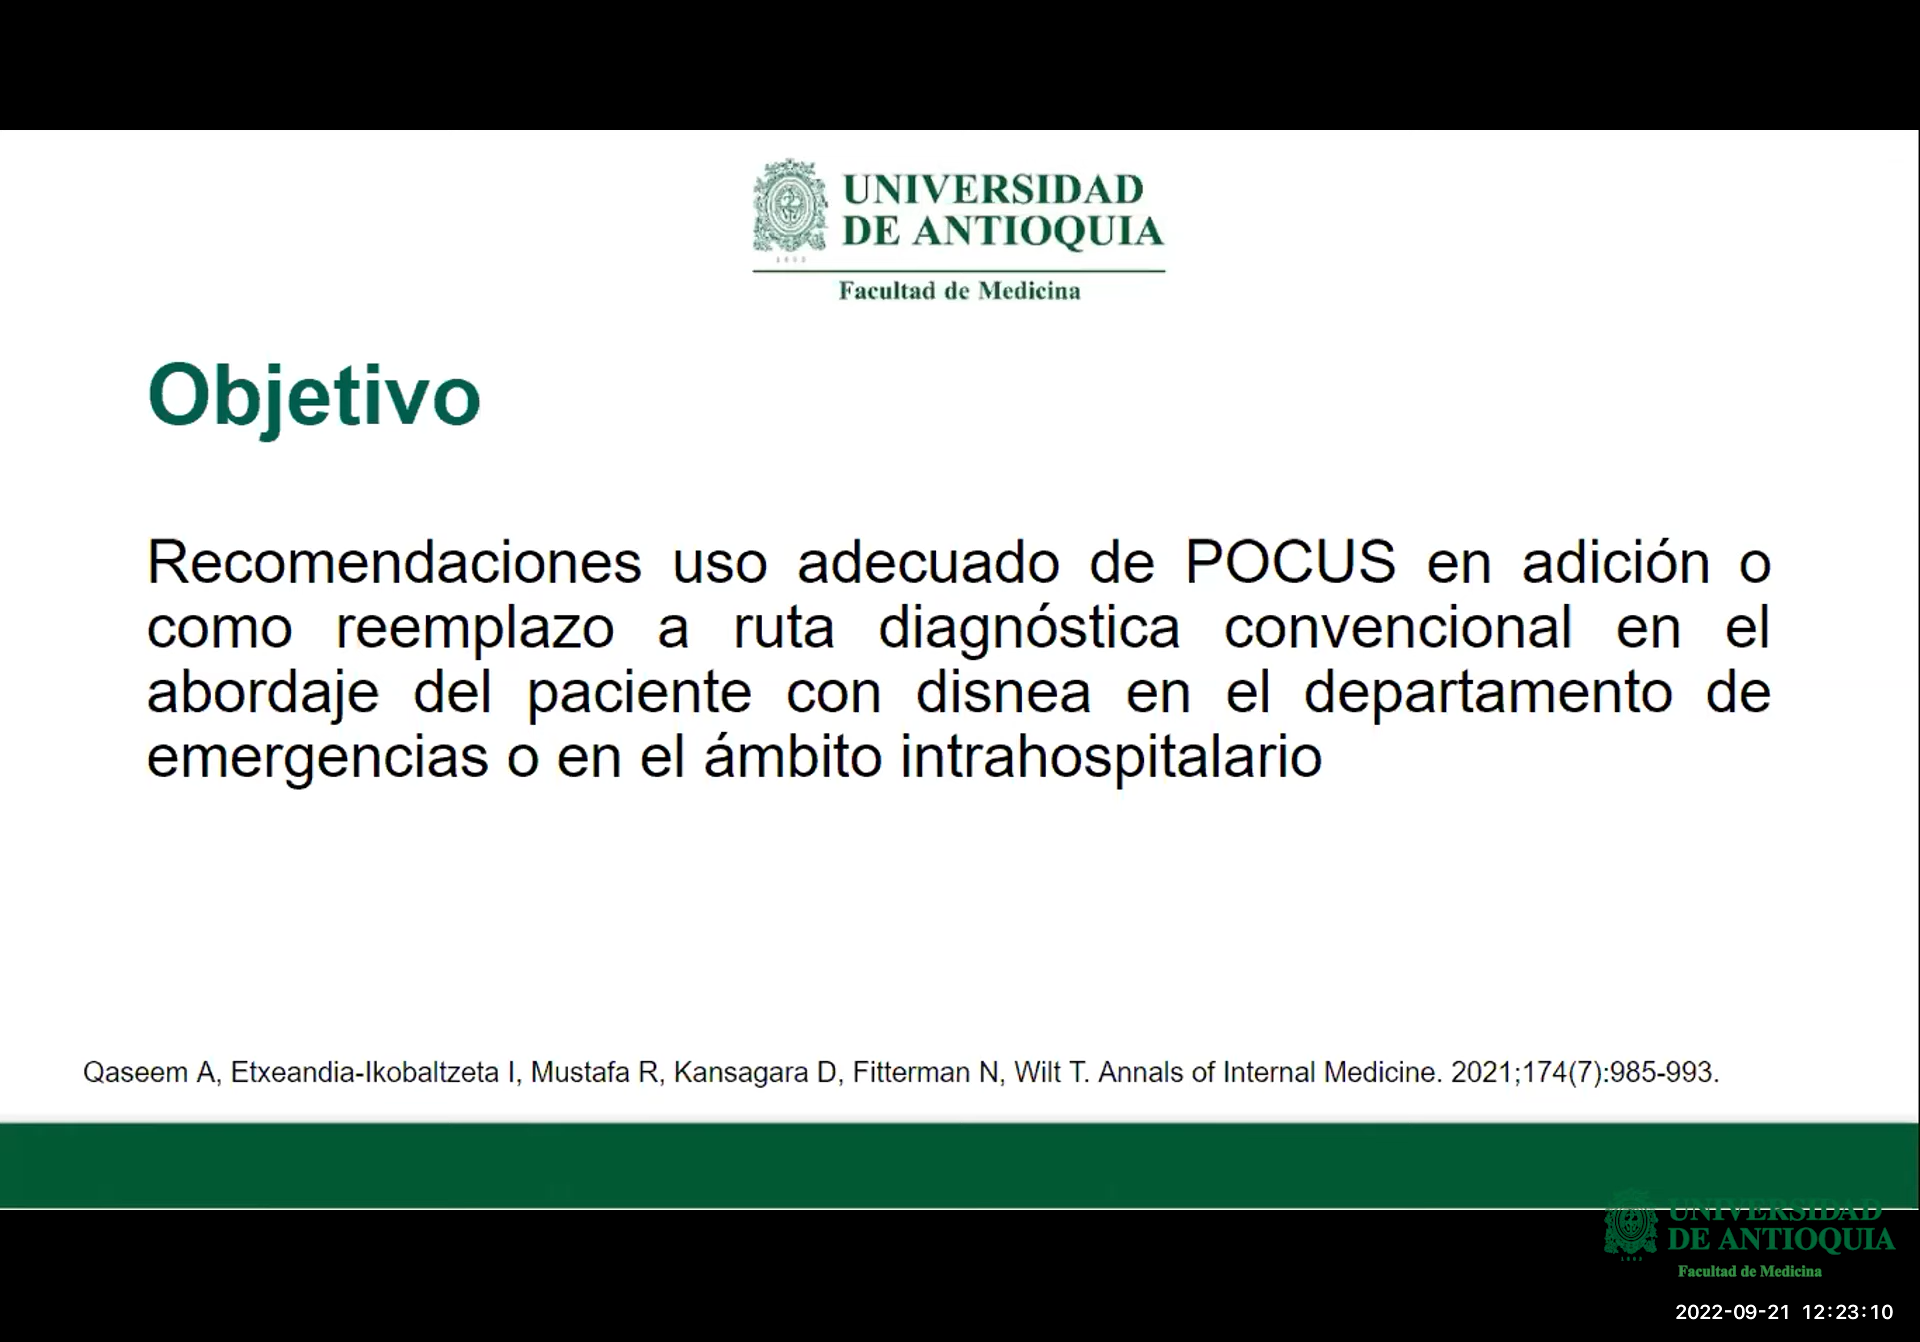 UNIVERSIDAD
DE ANTIOQUIA
1803
Facultad de Medicina
Objetivo
Recomendaciones uso adecuado de POCUS en adición o
como reemplazo a ruta diagnóstica convencional en el
abordaje del paciente con disnea en el departamento de
emergencias o en el ámbito intrahospitalario
Qaseem A, Etxeandia-Ikobaltzeta I, Mustafa R, Kansagara D, Fitterman N, Wilt T. Annals of Internal Medicine. 2021;174(7):985-993.
UNIVERSIDAD
DE ANTIOQUIA
1803
Facultad de Medicina
2022-09-21 12:23:10